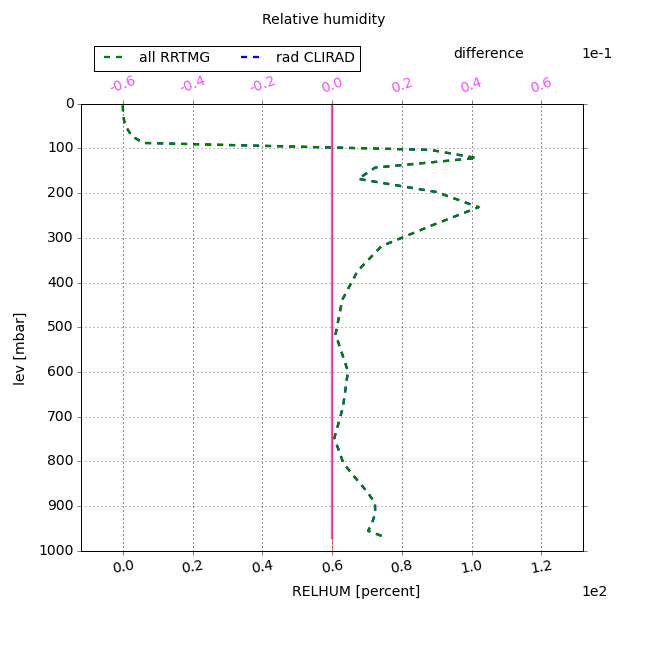 Relative humidity
all RRTMG rad CLIRAD difference 1e-1
-0.6 -0.4 -0.2 0.0 0.2 0.4 0.6
0
100
200
300
400
500
600
700
800
900
1000
lev [mbar]
0.0 0.2 0.4 0.6 0.8 1.0 1.2
RELHUM [percent] 1e2